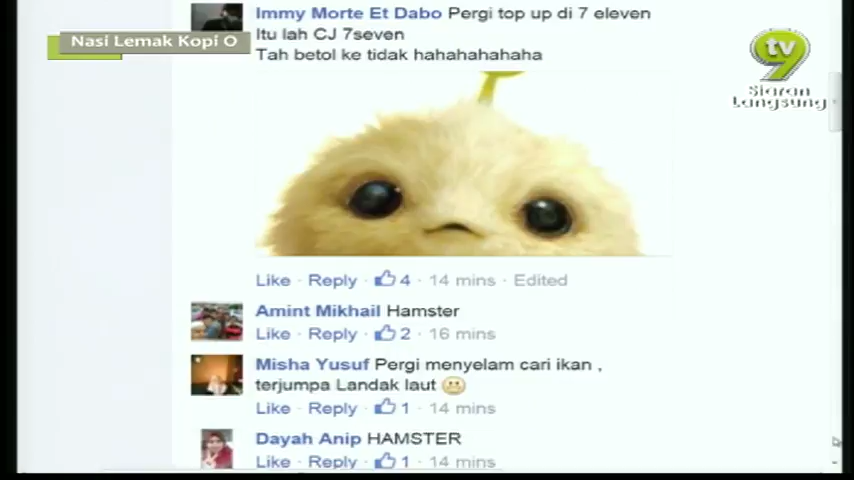 Immy Morte Et Dabo Pergi top up di 7 eleven
Itu lah CJ 7seven
Tah betol ke tidak hahahahahaha
Nasi Lemak Kopi O
tv
9
Siaran
Langsung
Like · Reply · 4 · 14 mins · Edited
Amint Mikhail Hamster
Like · Reply · 2 · 16 mins
Misha Yusuf Pergi menyelam cari ikan ,
terjumpa Landak laut 😬
Like · Reply · 1 · 14 mins
Dayah Anip HAMSTER
Like · Reply · 1 · 14 mins